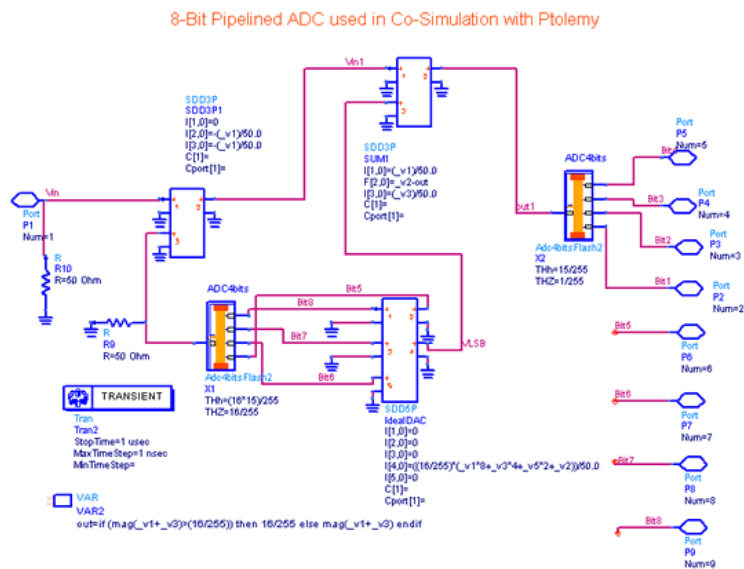 8-Bit Pipelined ADC used in Co-Simulation with Ptolemy
Vin1
SDD3P
SDD3P1
I[1,0]=0
I[2,0]=-(_v1)/50.0
I[3,0]=-(_v1)/50.0
C[1]=
Cport[1]=
SDD3P
SUM1
I[1,0]=(_v1)/50.0
F[2,0]=_v2-out
I[3,0]=(_v3)/50.0
C[1]=
Cport[1]=
Vin
Port
P1
Num=1
R
R10
R=50 Ohm
R
R9
R=50 Ohm
out1
ADC4bits
Adc4bitsFlash2
X2
THh=15/255
THZ=1/255
Port
P5
Num=5
Bit3
Port
P4
Num=4
Bit2
Port
P3
Num=3
Bit1
Port
P2
Num=2
ADC4bits
Adc4bitsFlash2
X1
THh=(16*15)/255
THZ=16/255
Bit5
Bit8
Bit7
Bit6
VLSB
SDD5P
IdealDAC
I[1,0]=0
I[2,0]=0
I[3,0]=0
I[4,0]=((16/255)*(_v1*8+_v3*4+_v5*2+_v2))/50.0
I[5,0]=0
C[1]=
Cport[1]=
Bit5
Port
P6
Num=6
Bit6
Port
P7
Num=7
Bit7
Port
P8
Num=8
Bit8
Port
P9
Num=9
TRANSIENT
Tran
Tran2
StopTime=1 usec
MaxTimeStep=1 nsec
MinTimeStep=
VAR
VAR2
out=if (mag(_v1+_v3)>(16/255)) then 16/255 else mag(_v1+_v3) endif